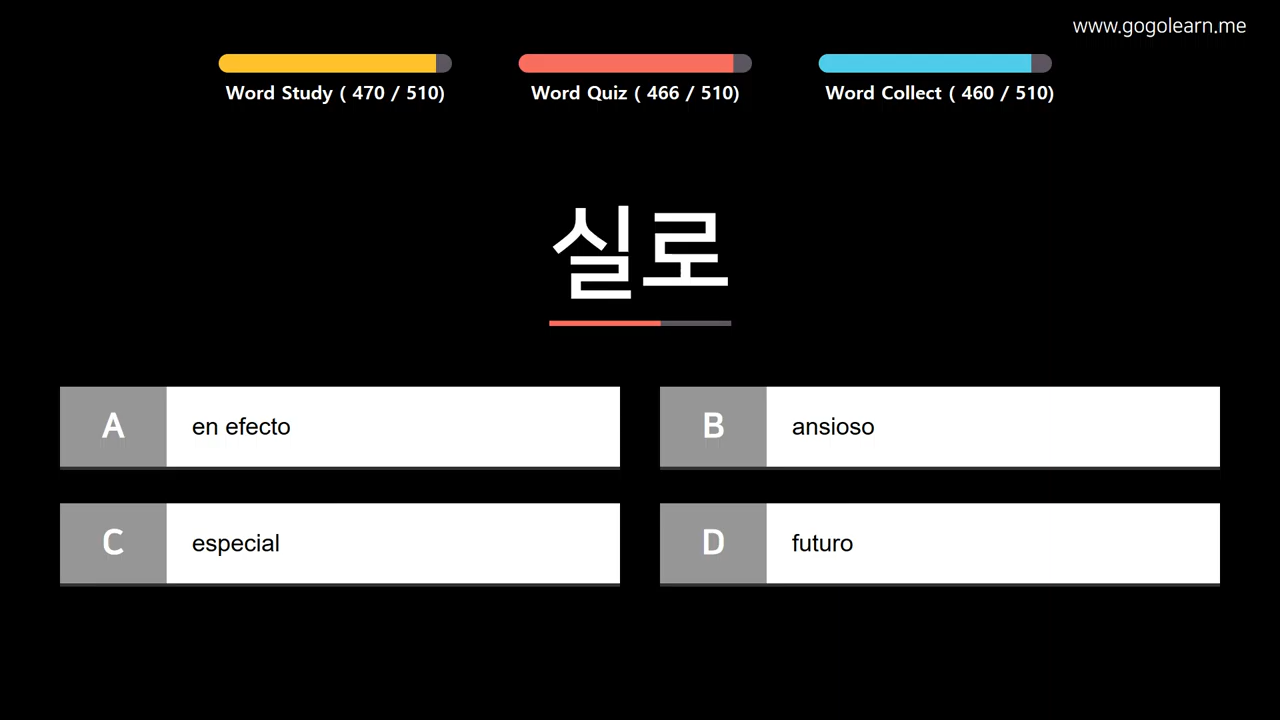 www.gogolearn.me
Word Study ( 470 / 510)
Word Quiz ( 466 / 510)
Word Collect ( 460 / 510)
실로
A en efecto
B ansioso
C especial
D futuro